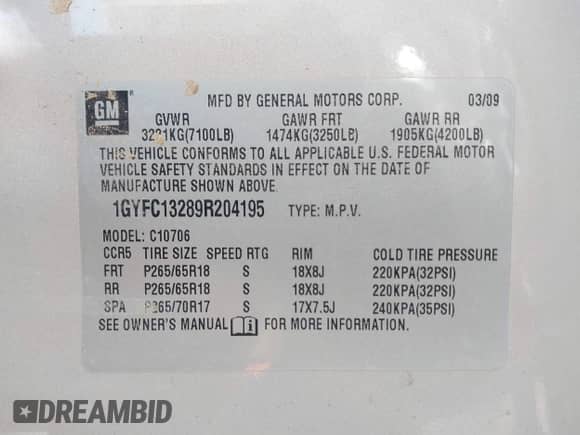 GM ®
MFD BY GENERAL MOTORS CORP. 03/09
GVWR GAWR FRT GAWR RR
3221KG(7100LB) 1474KG(3250LB) 1905KG(4200LB)
THIS VEHICLE CONFORMS TO ALL APPLICABLE U.S. FEDERAL MOTOR
VEHICLE SAFETY STANDARDS IN EFFECT ON THE DATE OF
MANUFACTURE SHOWN ABOVE.
1GYFC13289R204195 TYPE: M.P.V.
MODEL: C10706
CCR5 TIRE SIZE SPEED RTG RIM COLD TIRE PRESSURE
FRT P265/65R18 S 18X8J 220KPA(32PSI)
RR P265/65R18 S 18X8J 220KPA(32PSI)
SPA P265/70R17 S 17X7.5J 240KPA(35PSI)
SEE OWNER'S MANUAL FOR MORE INFORMATION.
DREAMBID